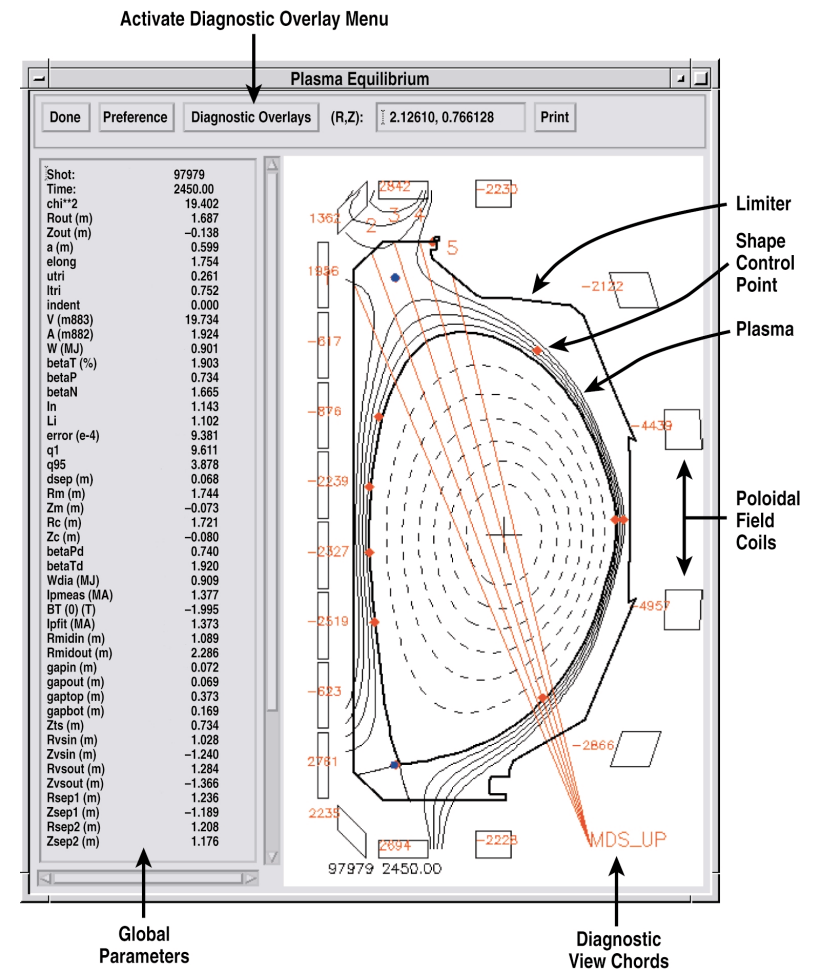 Activate Diagnostic Overlay Menu
Plasma Equilibrium
Done Preference Diagnostic Overlays (R,Z): 2.12610, 0.766128 Print
Shot: 97979
Time: 2450.00
chi**2 19.402
Rout (m) 1.687
Zout (m) −0.138
a (m) 0.599
elong 1.754
utri 0.261
ltri 0.752
indent 0.000
V (m883) 19.734
A (m882) 1.924
W (MJ) 0.901
betaT (%) 1.903
betaP 0.734
betaN 1.665
In 1.143
Li 1.102
error (e-4) 9.381
q1 9.611
q95 3.878
dsep (m) 0.068
Rm (m) 1.744
Zm (m) −0.073
Rc (m) 1.721
Zc (m) −0.080
betaPd 0.740
betaTd 1.920
Wdia (MJ) 0.909
Ipmeas (MA) 1.377
BT (0) (T) −1.995
Ipfit (MA) 1.373
Rmidin (m) 1.089
Rmidout (m) 2.286
gapin (m) 0.072
gapout (m) 0.069
gaptop (m) 0.373
gapbot (m) 0.169
Zts (m) 0.734
Rvsin (m) 1.028
Zvsin (m) −1.240
Rvsout (m) 1.284
Zvsout (m) −1.366
Rsep1 (m) 1.236
Zsep1 (m) −1.189
Rsep2 (m) 1.208
Zsep2 (m) 1.176
2842
−2230
1362
2 3 4
5
1956
−2122
−617
−876
−4439
−2239
−2327
−2519
−4957
−623
2761
−2866
2235
2694
−2228
MDS_UP
97979 2450.00
Limiter
Shape
Control
Point
Plasma
Poloidal
Field
Coils
Global
Parameters
Diagnostic
View Chords